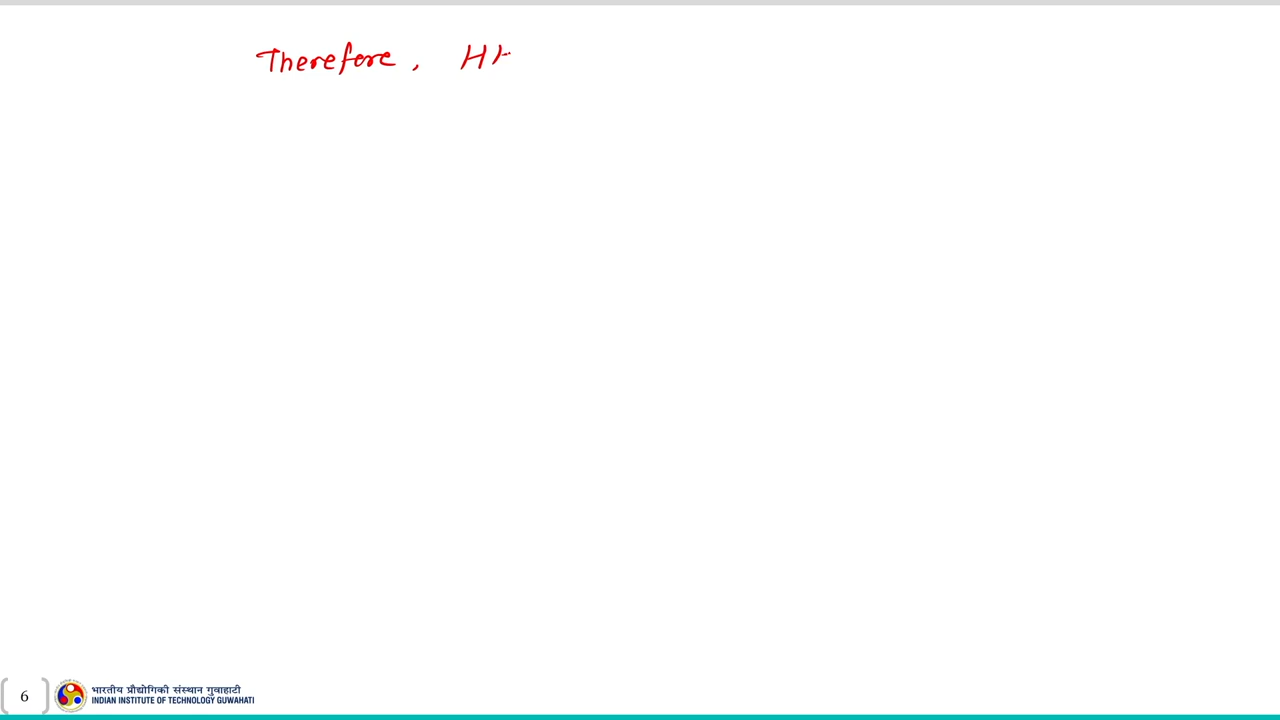 Therefore, H
6
भारतीय प्रौद्योगिकी संस्थान गुवाहाटी
INDIAN INSTITUTE OF TECHNOLOGY GUWAHATI